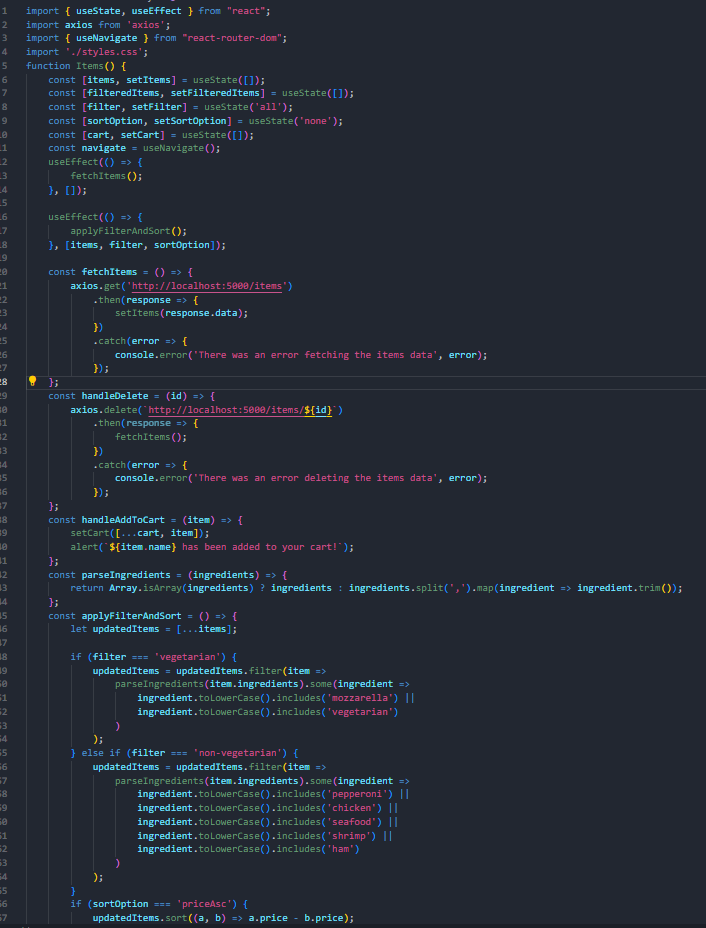 1 import { useState, useEffect } from "react";
2 import axios from 'axios';
3 import { useNavigate } from "react-router-dom";
4 import './styles.css';
5 function Items() {
6 const [items, setItems] = useState([]);
7 const [filteredItems, setFilteredItems] = useState([]);
8 const [filter, setFilter] = useState('all');
9 const [sortOption, setSortOption] = useState('none');
10 const [cart, setCart] = useState([]);
11 const navigate = useNavigate();
12 useEffect(() => {
13 fetchItems();
14 }, []);
15
16 useEffect(() => {
17 applyFilterAndSort();
18 }, [items, filter, sortOption]);
19
20 const fetchItems = () => {
21 axios.get('http://localhost:5000/items')
22 .then(response => {
23 setItems(response.data);
24 })
25 .catch(error => {
26 console.error('There was an error fetching the items data', error);
27 });
28 };
29 const handleDelete = (id) => {
30 axios.delete(`http://localhost:5000/items/${id}`)
31 .then(response => {
32 fetchItems();
33 })
34 .catch(error => {
35 console.error('There was an error deleting the items data', error);
36 });
37 };
38 const handleAddToCart = (item) => {
39 setCart([...cart, item]);
40 alert(`${item.name} has been added to your cart!`);
41 };
42 const parseIngredients = (ingredients) => {
43 return Array.isArray(ingredients) ? ingredients : ingredients.split(',').map(ingredient => ingredient.trim());
44 };
45 const applyFilterAndSort = () => {
46 let updatedItems = [...items];
47
48 if (filter === 'vegetarian') {
49 updatedItems = updatedItems.filter(item =>
50 parseIngredients(item.ingredients).some(ingredient =>
51 ingredient.toLowerCase().includes('mozzarella') ||
52 ingredient.toLowerCase().includes('vegetarian')
53 )
54 );
55 } else if (filter === 'non-vegetarian') {
56 updatedItems = updatedItems.filter(item =>
57 parseIngredients(item.ingredients).some(ingredient =>
58 ingredient.toLowerCase().includes('pepperoni') ||
59 ingredient.toLowerCase().includes('chicken') ||
60 ingredient.toLowerCase().includes('seafood') ||
61 ingredient.toLowerCase().includes('shrimp') ||
62 ingredient.toLowerCase().includes('ham')
63 )
64 );
65 }
66 if (sortOption === 'priceAsc') {
67 updatedItems.sort((a, b) => a.price - b.price);